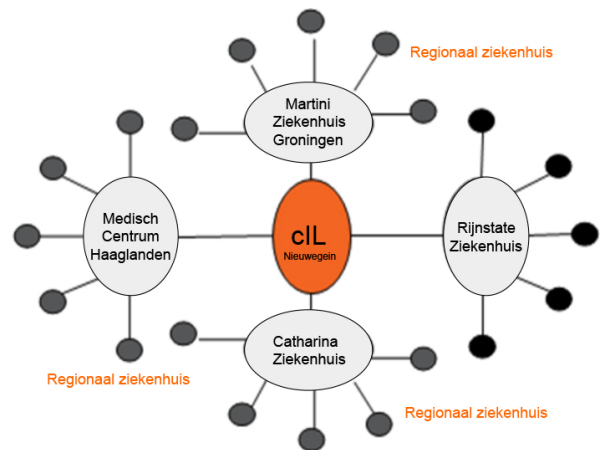 Regionaal ziekenhuis
Martini
Ziekenhuis
Groningen
Medisch
Centrum
Haaglanden
cIL
Nieuwegein
Rijnstate
Ziekenhuis
Catharina
Ziekenhuis
Regionaal ziekenhuis
Regionaal ziekenhuis